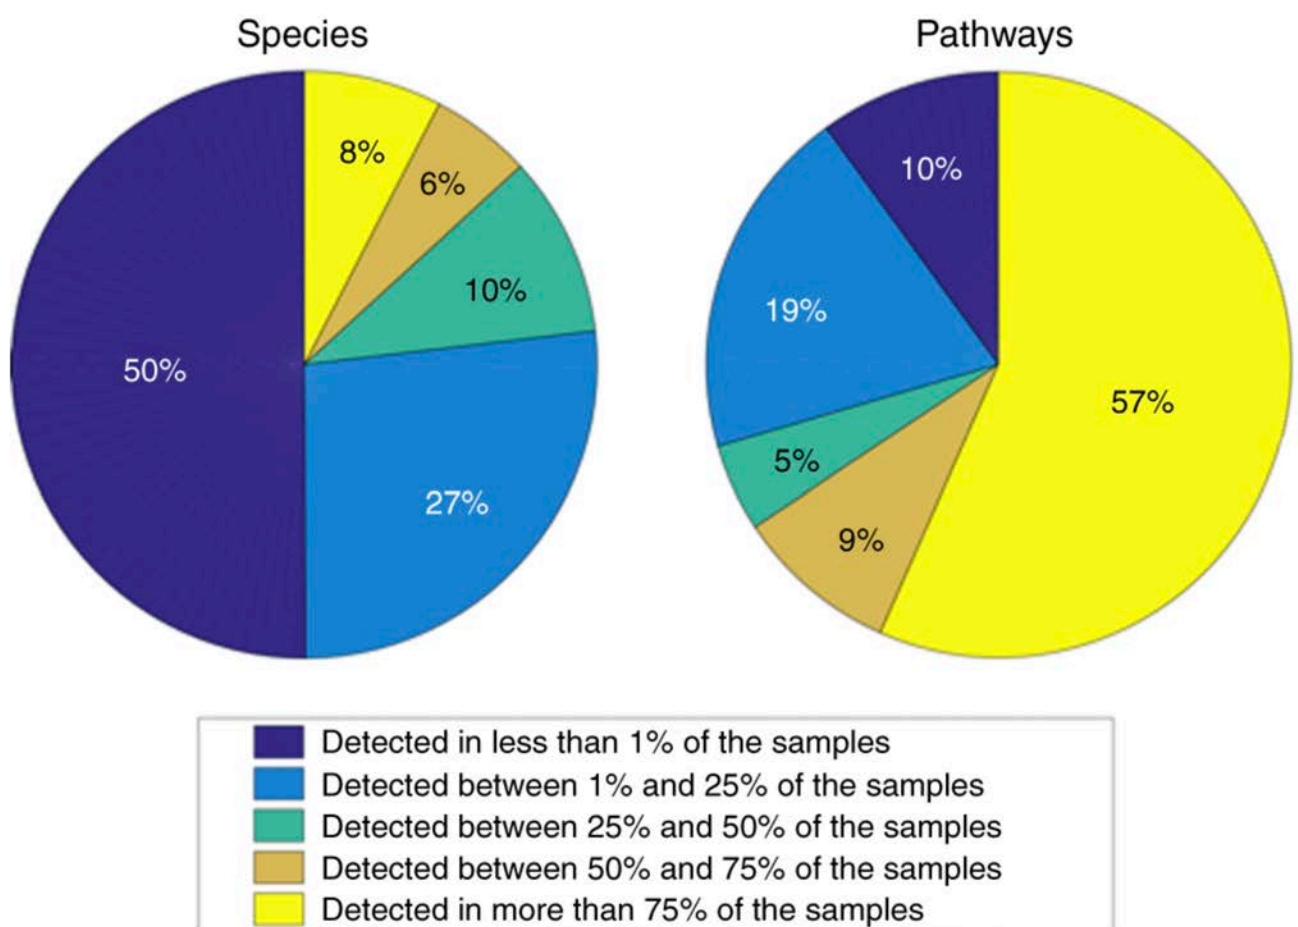 Species
Pathways
8%
6%
10%
27%
50%
10%
19%
5%
9%
57%
Detected in less than 1% of the samples
Detected between 1% and 25% of the samples
Detected between 25% and 50% of the samples
Detected between 50% and 75% of the samples
Detected in more than 75% of the samples